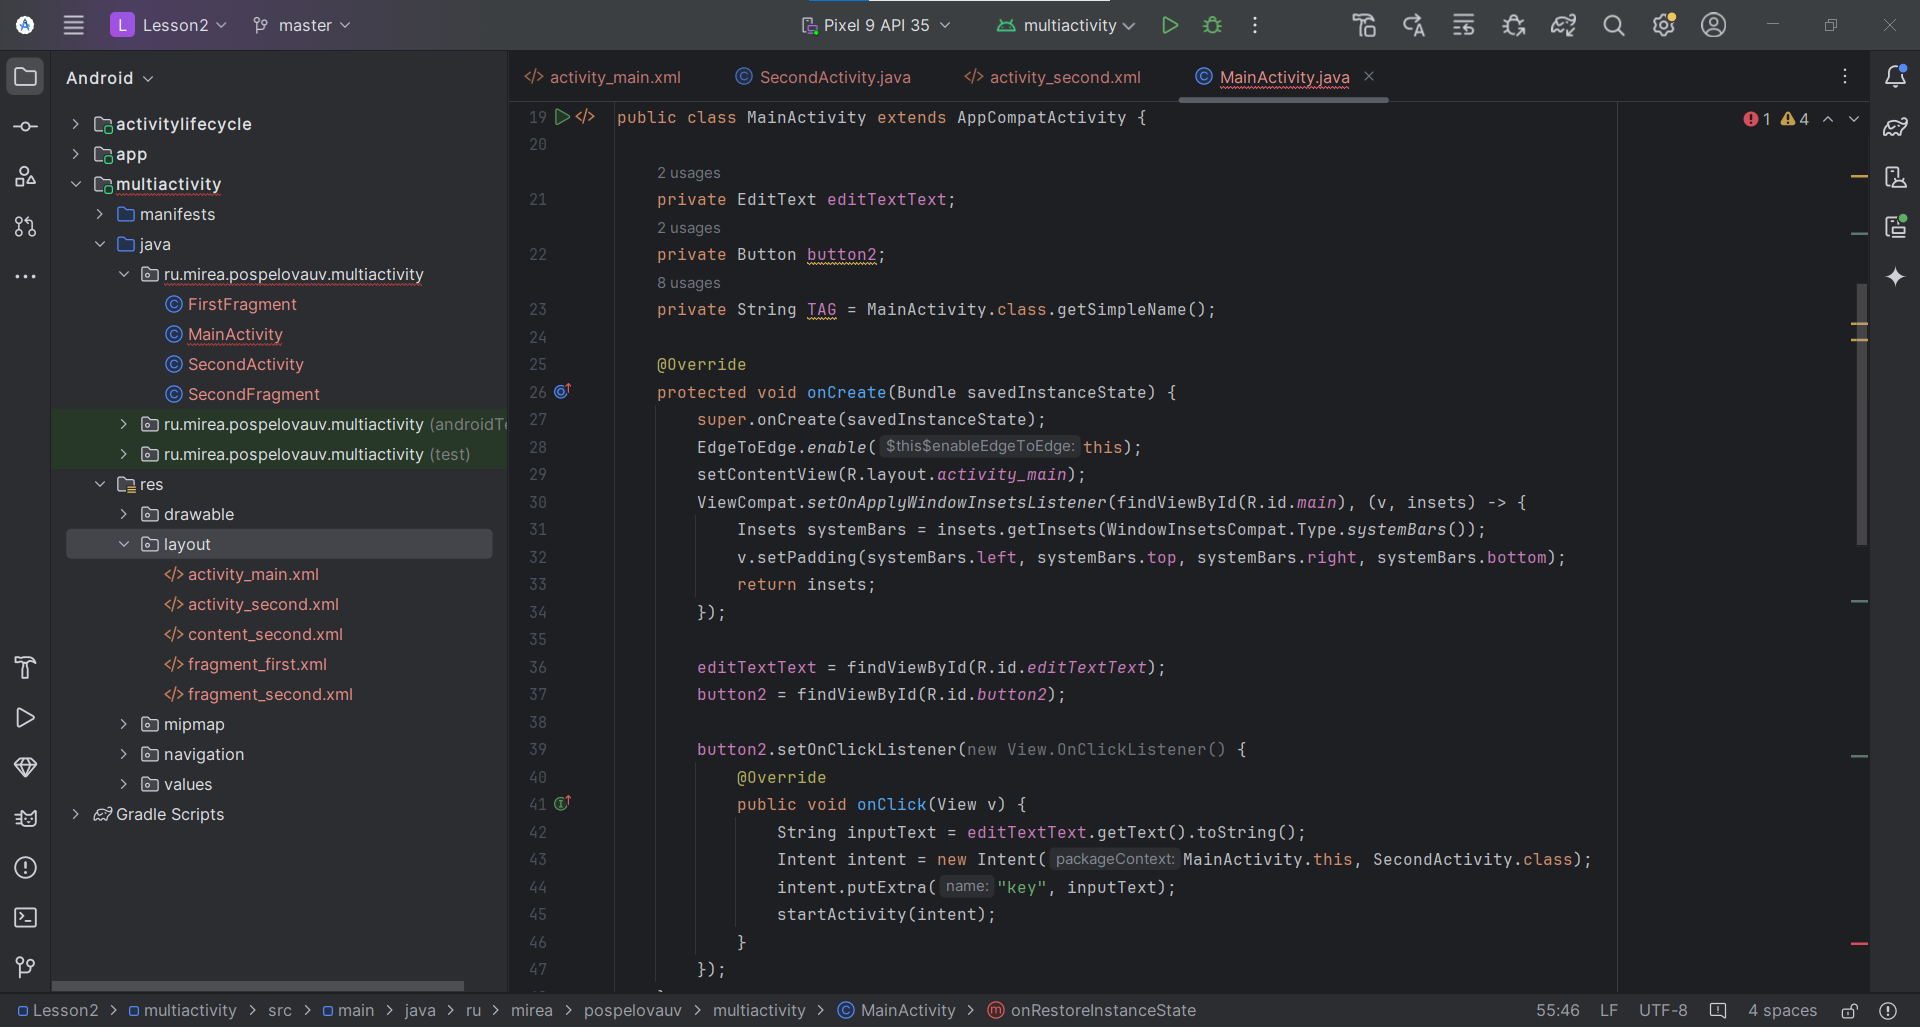 L Lesson2 master Pixel 9 API 35 multiactivity
Android
activity_main.xml SecondActivity.java activity_second.xml MainActivity.java
activitylifecycle
app
multiactivity
manifests
java
ru.mirea.pospelovauv.multiactivity
FirstFragment
MainActivity
SecondActivity
SecondFragment
ru.mirea.pospelovauv.multiactivity (androidTe
ru.mirea.pospelovauv.multiactivity (test)
res
drawable
layout
activity_main.xml
activity_second.xml
content_second.xml
fragment_first.xml
fragment_second.xml
mipmap
navigation
values
Gradle Scripts
1 4
19 public class MainActivity extends AppCompatActivity {
20
2 usages
21 private EditText editTextText;
2 usages
22 private Button button2;
8 usages
23 private String TAG = MainActivity.class.getSimpleName();
24
25 @Override
26 protected void onCreate(Bundle savedInstanceState) {
27 super.onCreate(savedInstanceState);
28 EdgeToEdge.enable( $this$enableEdgeToEdge: this);
29 setContentView(R.layout.activity_main);
30 ViewCompat.setOnApplyWindowInsetsListener(findViewById(R.id.main), (v, insets) -> {
31 Insets systemBars = insets.getInsets(WindowInsetsCompat.Type.systemBars());
32 v.setPadding(systemBars.left, systemBars.top, systemBars.right, systemBars.bottom);
33 return insets;
34 });
35
36 editTextText = findViewById(R.id.editTextText);
37 button2 = findViewById(R.id.button2);
38
39 button2.setOnClickListener(new View.OnClickListener() {
40 @Override
41 public void onClick(View v) {
42 String inputText = editTextText.getText().toString();
43 Intent intent = new Intent( packageContext: MainActivity.this, SecondActivity.class);
44 intent.putExtra( name: "key", inputText);
45 startActivity(intent);
46 }
47 });
Lesson2 > multiactivity > src > main > java > ru > mirea > pospelovauv > multiactivity > MainActivity > onRestoreInstanceState 55:46 LF UTF-8 4 spaces